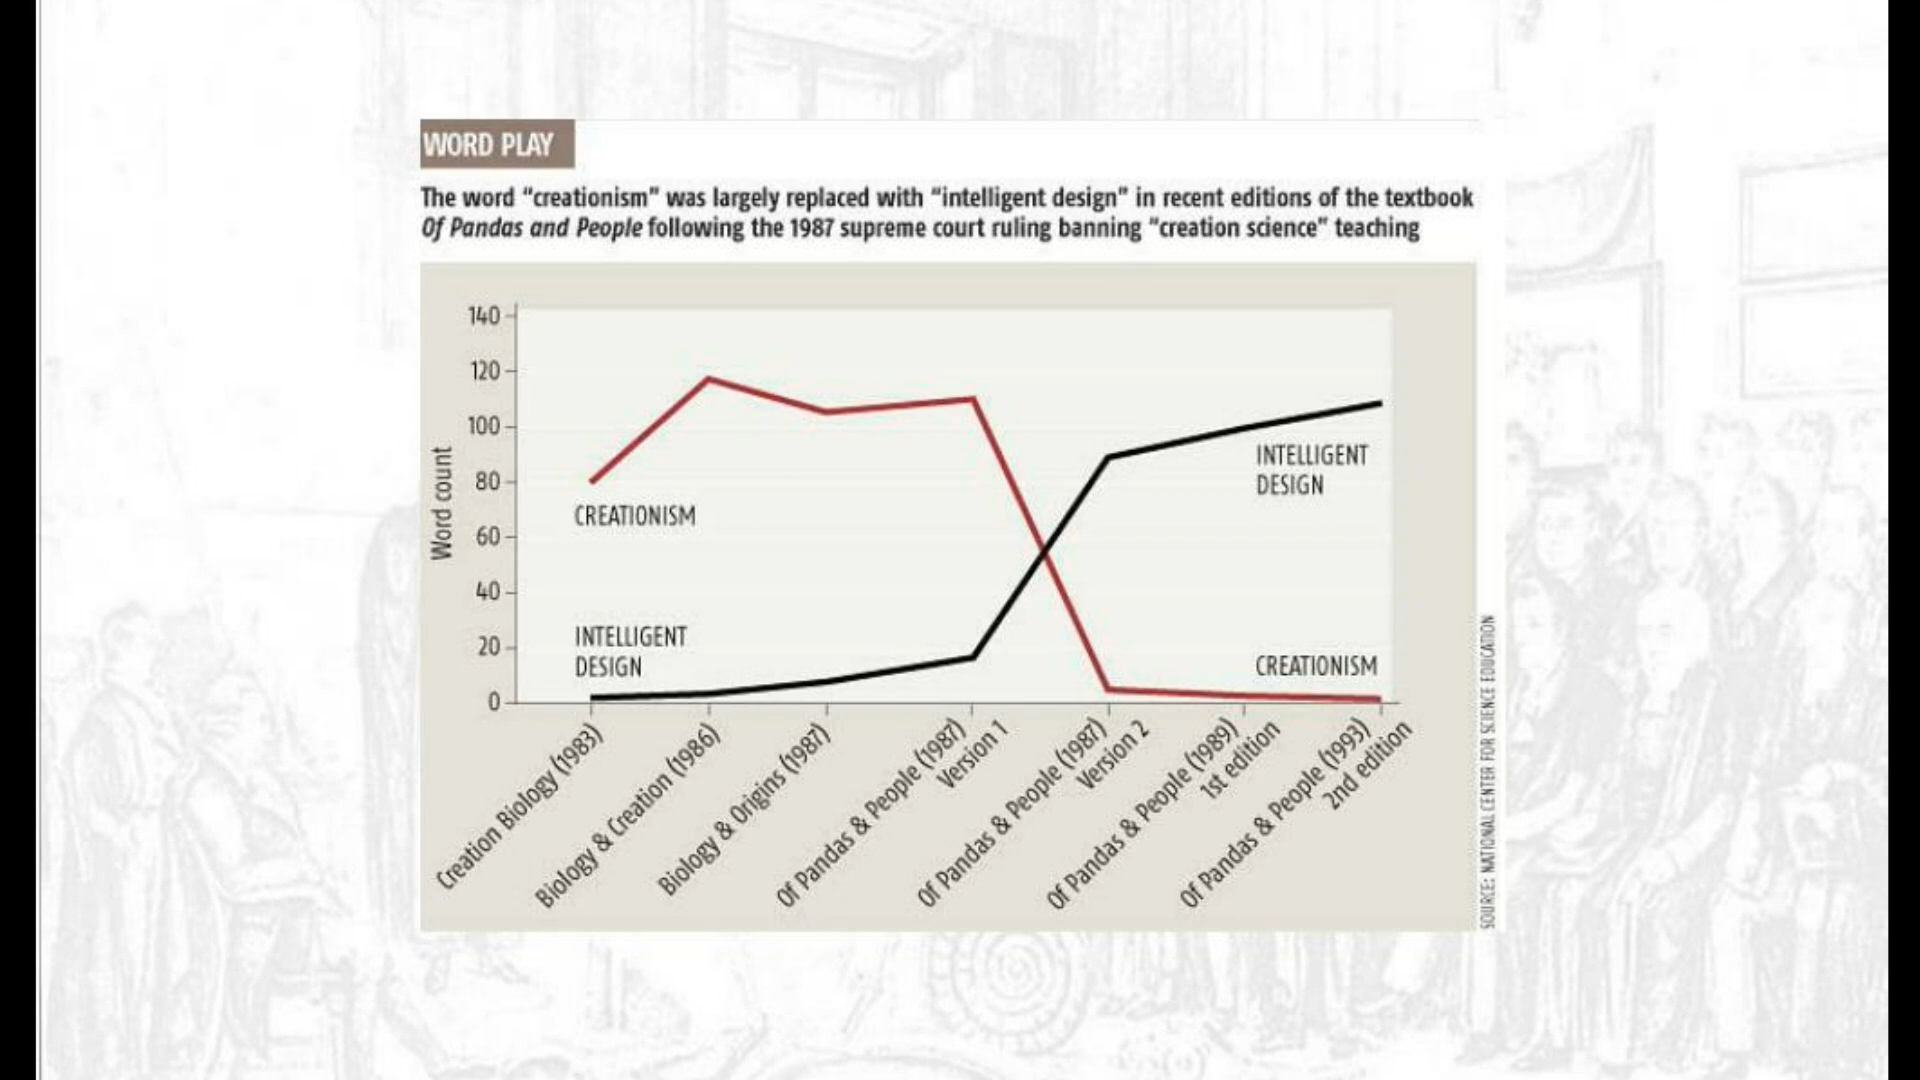 WORD PLAY
The word "creationism" was largely replaced with "intelligent design" in recent editions of the textbook
Of Pandas and People following the 1987 supreme court ruling banning "creation science" teaching
140
120
100
80
60
40
20
0
Word count
CREATIONISM
INTELLIGENT
DESIGN
INTELLIGENT
DESIGN
CREATIONISM
Creation Biology (1983)
Biology & Creation (1986)
Biology & Origins (1987)
Of Pandas & People (1987)
Version 1
Of Pandas & People (1987)
Version 2
Of Pandas & People (1989)
1st edition
Of Pandas & People (1993)
2nd edition
SOURCE: NATIONAL CENTER FOR SCIENCE EDUCATION